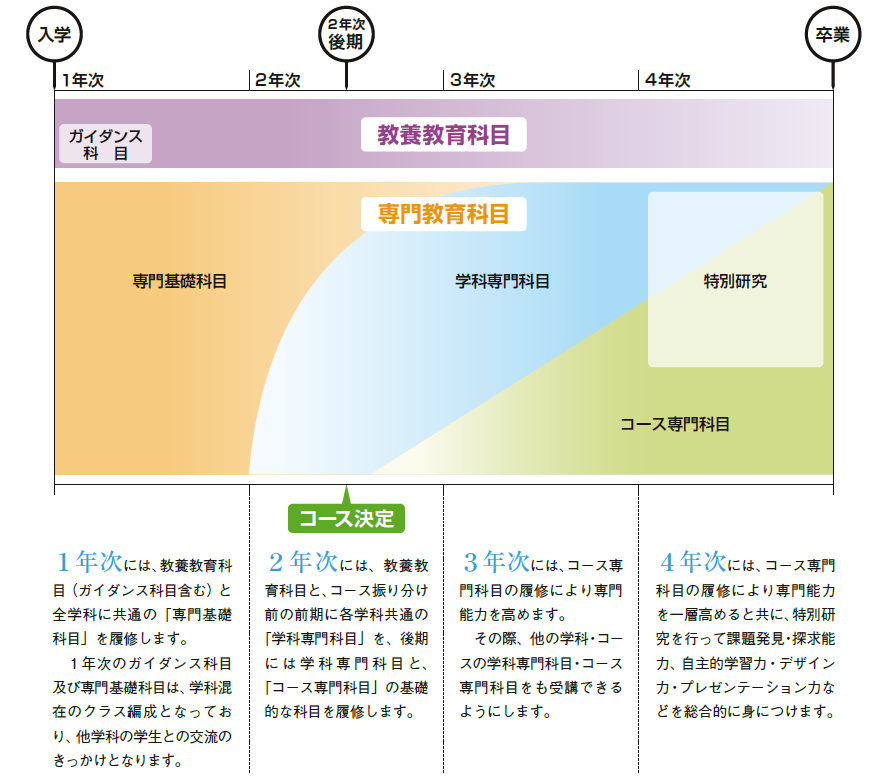 入学
2年次
後期
卒業
1年次
2年次
3年次
4年次
ガイダンス
科　目
教養教育科目
専門教育科目
専門基礎科目
学科専門科目
特別研究
コース専門科目
コース決定
1年次には、教養教育科
目（ガイダンス科目含む）と
全学科に共通の「専門基礎
科目」を履修します。
　1年次のガイダンス科目
及び専門基礎科目は、学科混
在のクラス編成となってお
り、他学科の学生との交流の
きっかけとなります。
2年次には、教養教
育科目と、コース振り分け
前の前期に各学科共通の
「学科専門科目」を、後期
には学科専門科目と、
「コース専門科目」の基礎
的な科目を履修します。
3年次には、コース専
門科目の履修により専門
能力を高めます。
　その際、他の学科・コー
スの学科専門科目・コース
専門科目をも受講できる
ようにします。
4年次には、コース専門
科目の履修により専門能力
を一層高めると共に、特別研
究を行って課題発見・探求能
力、自主的学習力・デザイン
力・プレゼンテーション力な
どを総合的に身につけます。